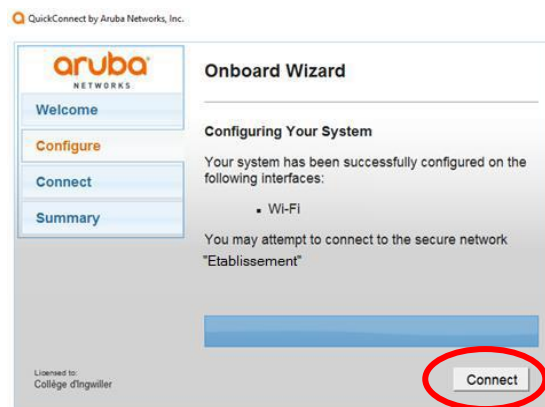 QuickConnect by Aruba Networks, Inc.
aruba
NETWORKS
Welcome
Configure
Connect
Summary
Onboard Wizard
Configuring Your System
Your system has been successfully configured on the
following interfaces:
▪ Wi-Fi
You may attempt to connect to the secure network
"Etablissement"
Licensed to:
Collège d'Ingwiller
Connect